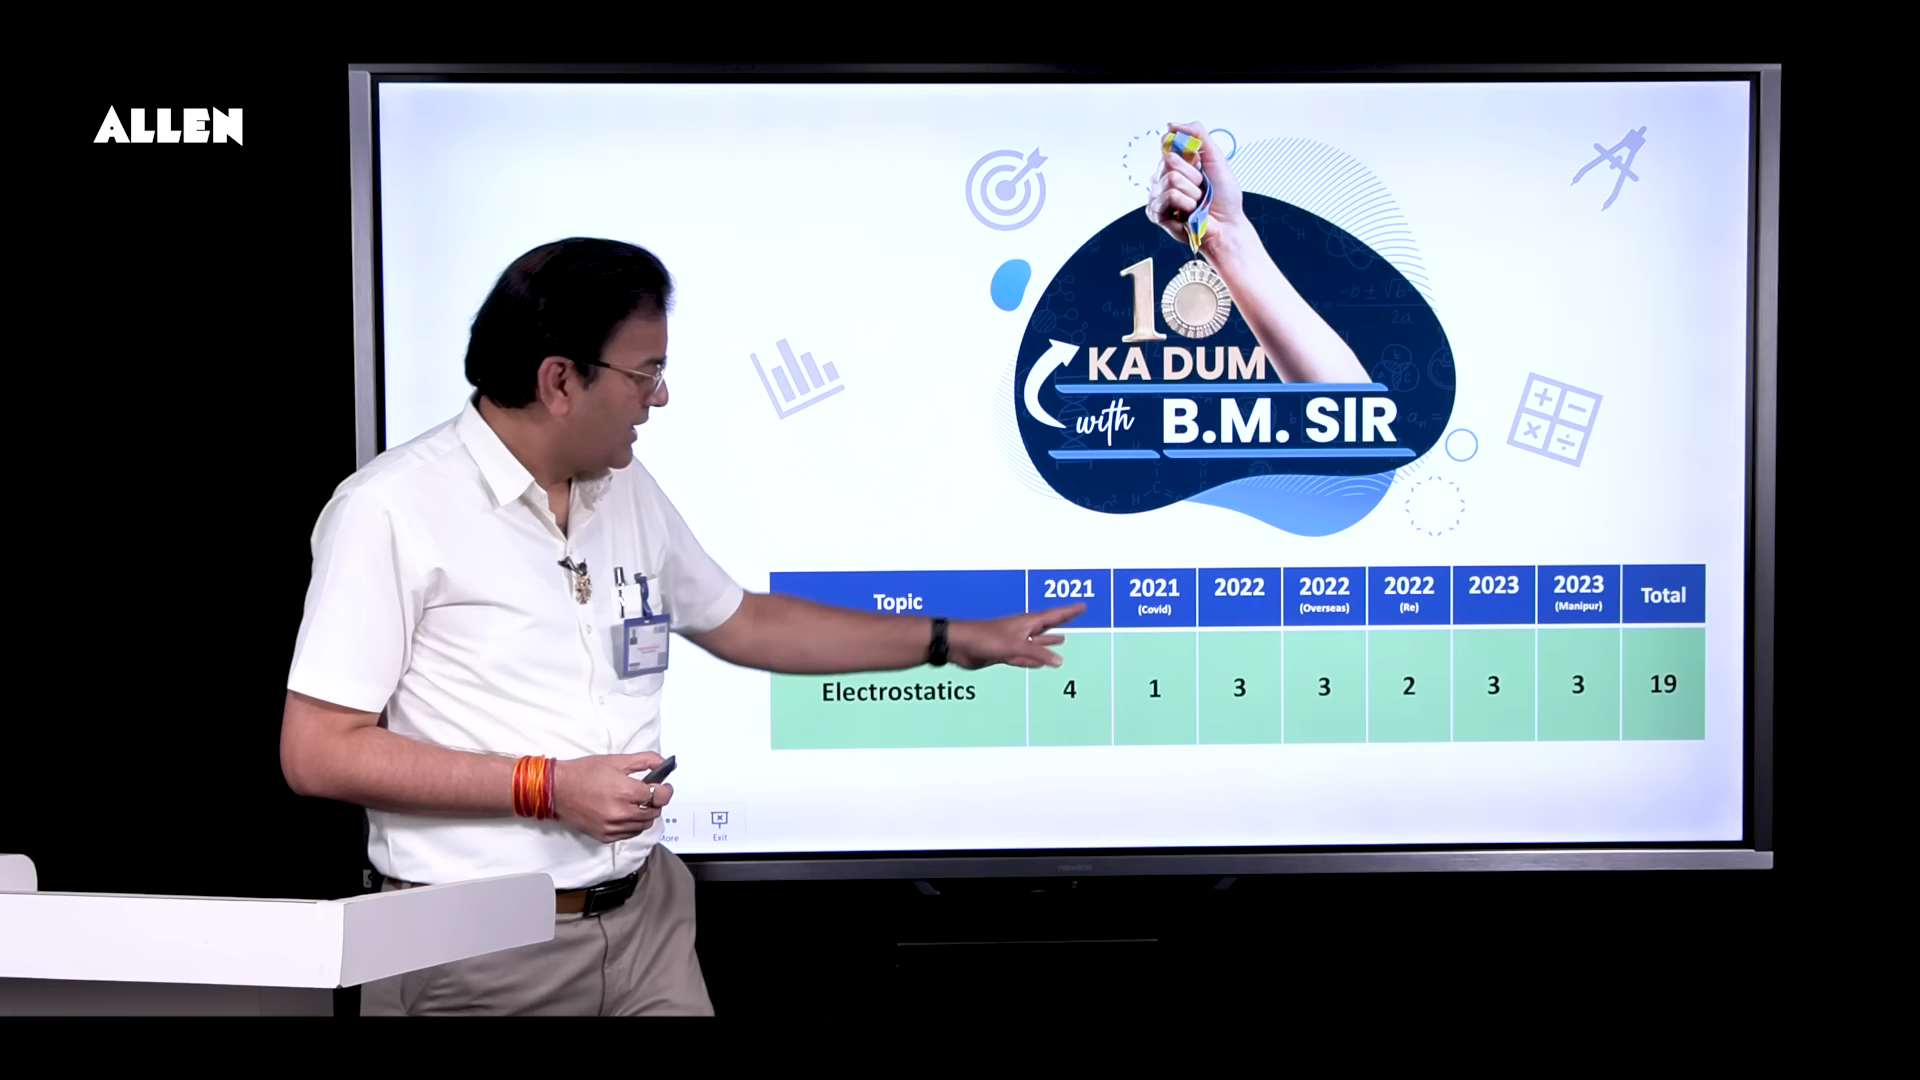 ALLEN
10
KA DUM
with B.M. SIR
Topic 2021 2021 (Covid) 2022 2022 (Overseas) 2022 (Re) 2023 2023 (Manipur) Total
Electrostatics 4 1 3 3 2 3 3 19
More Exit